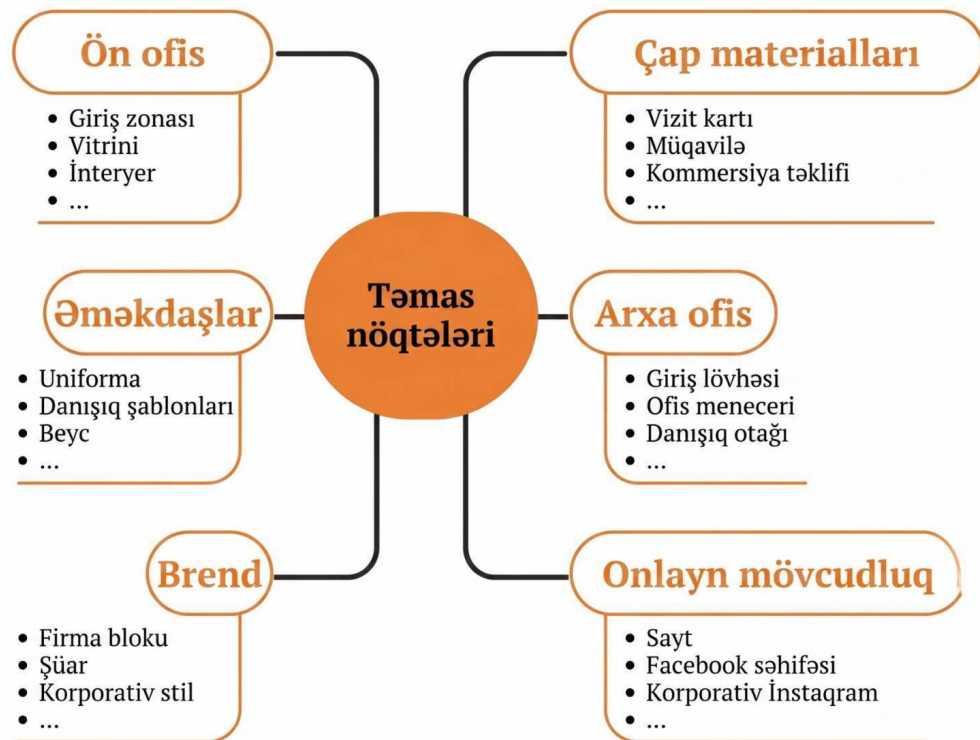 Ön ofis
• Giriş zonası
• Vitrini
• İnteryer
• ...
Çap materialları
• Vizit kartı
• Müqavilə
• Kommersiya təklifi
• ...
Təmas
nöqtələri
Əməkdaşlar
• Uniforma
• Danışıq şablonları
• Beyc
• ...
Arxa ofis
• Giriş lövhəsi
• Ofis meneceri
• Danışıq otağı
• ...
Brend
• Firma bloku
• Şüar
• Korporativ stil
• ...
Onlayn mövcudluq
• Sayt
• Facebook səhifəsi
• Korporativ İnstaqram
• ...